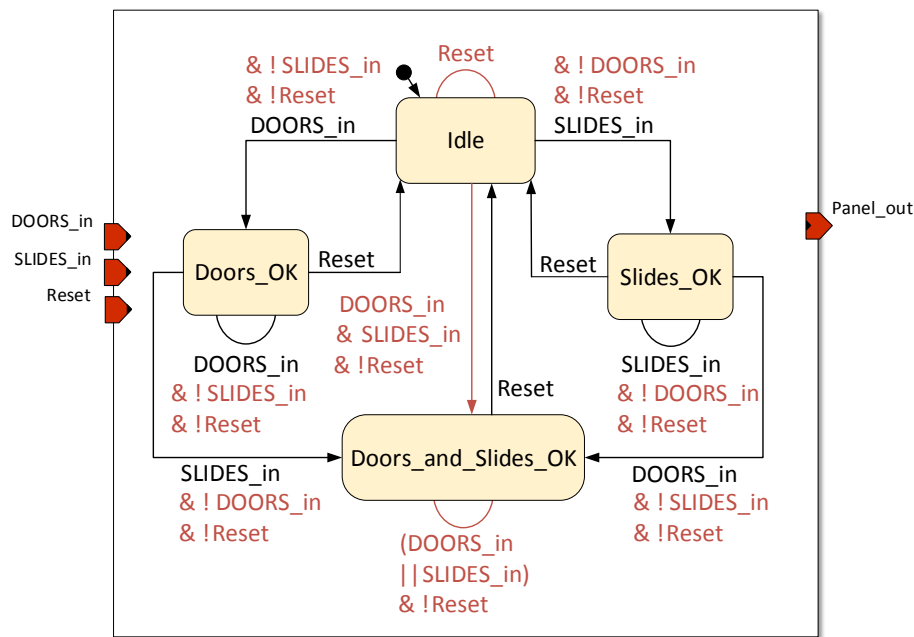 Reset
& ! SLIDES_in
& !Reset
& ! DOORS_in
& !Reset
DOORS_in
Idle
SLIDES_in
DOORS_in
SLIDES_in
Reset
Panel_out
Doors_OK
Reset
Reset
Slides_OK
DOORS_in
& SLIDES_in
& !Reset
DOORS_in
& ! SLIDES_in
& !Reset
SLIDES_in
& ! DOORS_in
& !Reset
Reset
Doors_and_Slides_OK
SLIDES_in
& ! DOORS_in
& !Reset
DOORS_in
& ! SLIDES_in
& !Reset
(DOORS_in
||SLIDES_in)
& !Reset